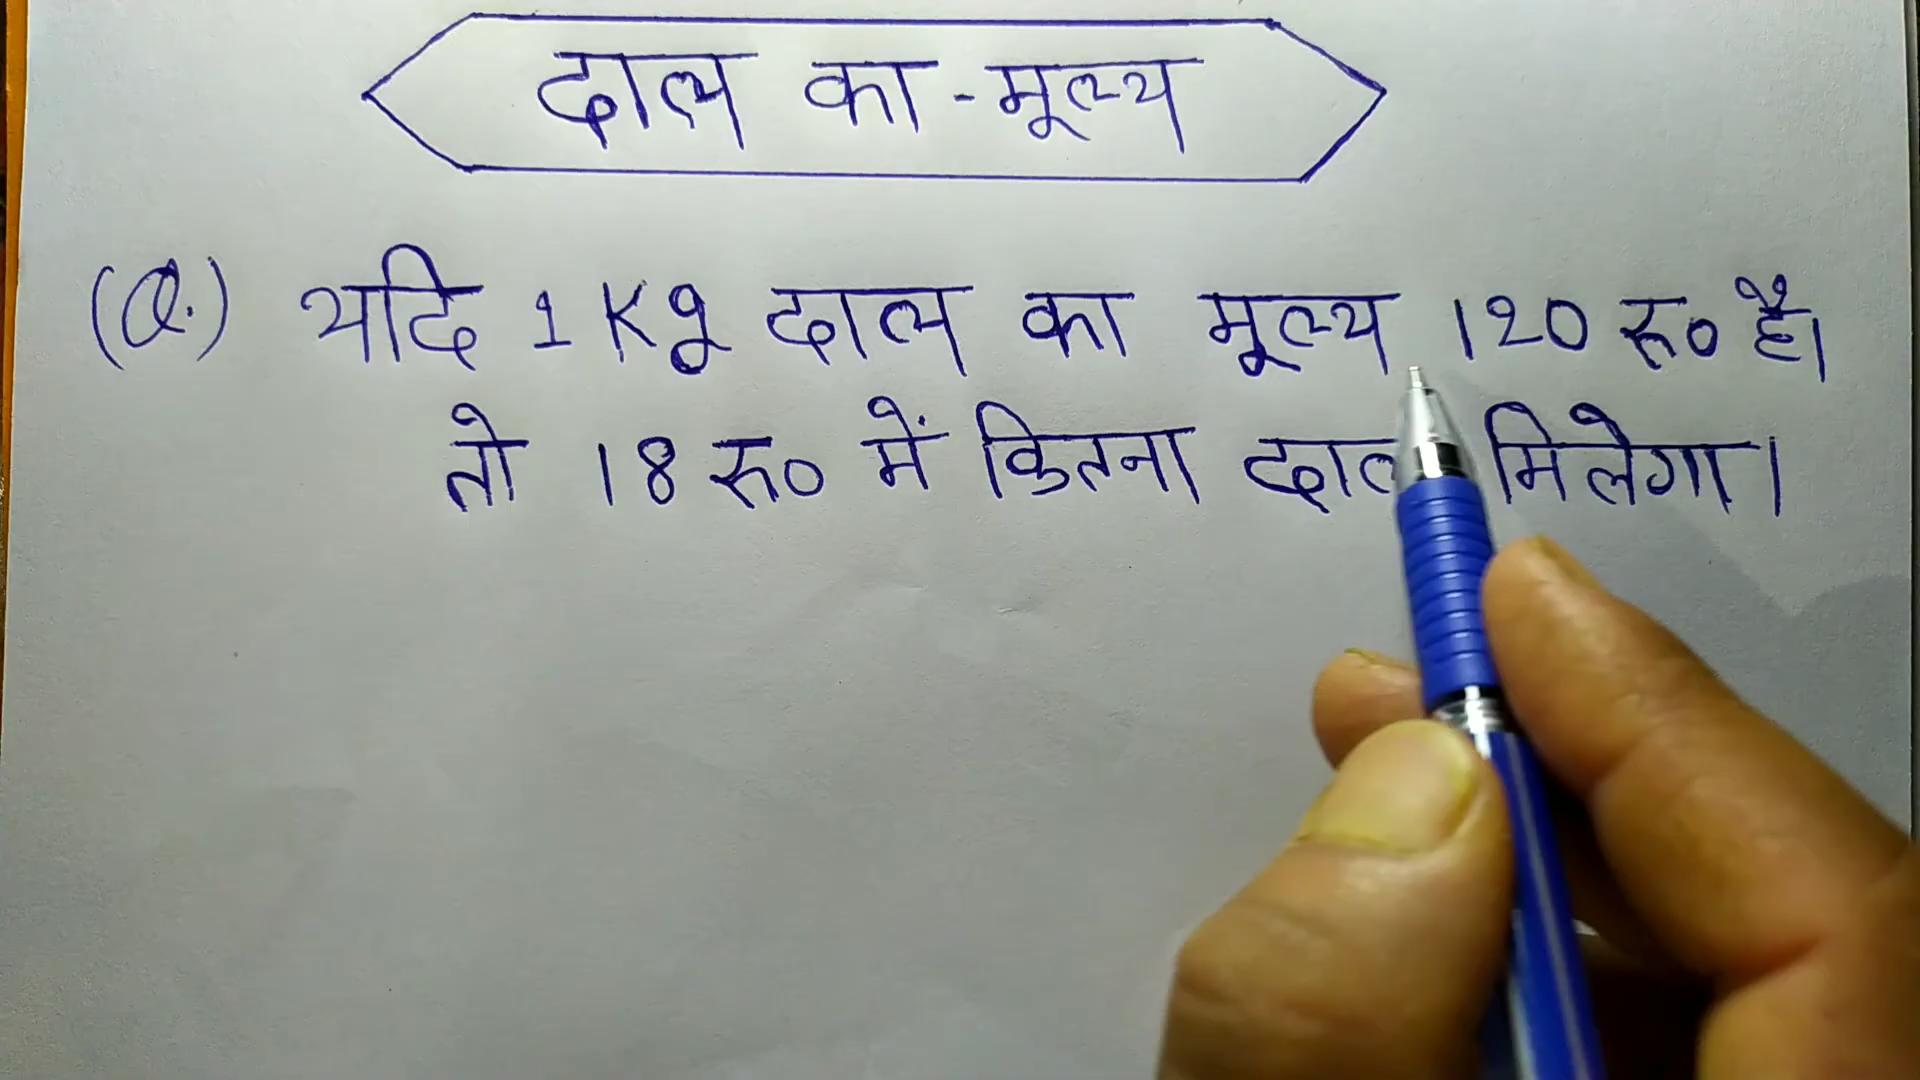 दाल का-मूल्य
(Q.) यदि 1 Kg दाल का मूल्य 120 रू० है।
तो 18 रू० में कितना दाल मिलेगा।